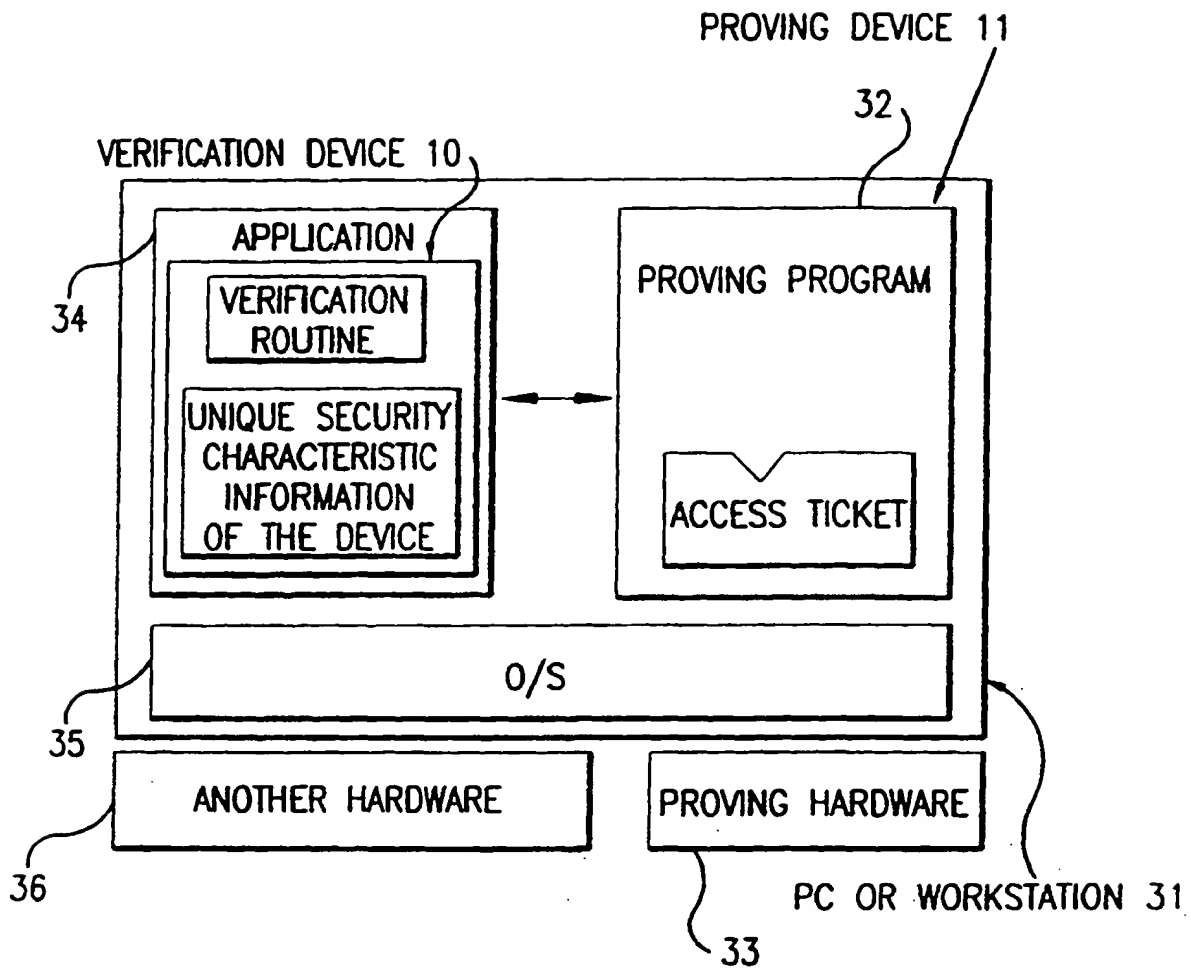 PROVING DEVICE 11
32
VERIFICATION DEVICE 10
34
APPLICATION
VERIFICATION
ROUTINE
UNIQUE SECURITY
CHARACTERISTIC
INFORMATION
OF THE DEVICE
PROVING PROGRAM
ACCESS TICKET
35
O/S
36
ANOTHER HARDWARE
PROVING HARDWARE
33
PC OR WORKSTATION 31